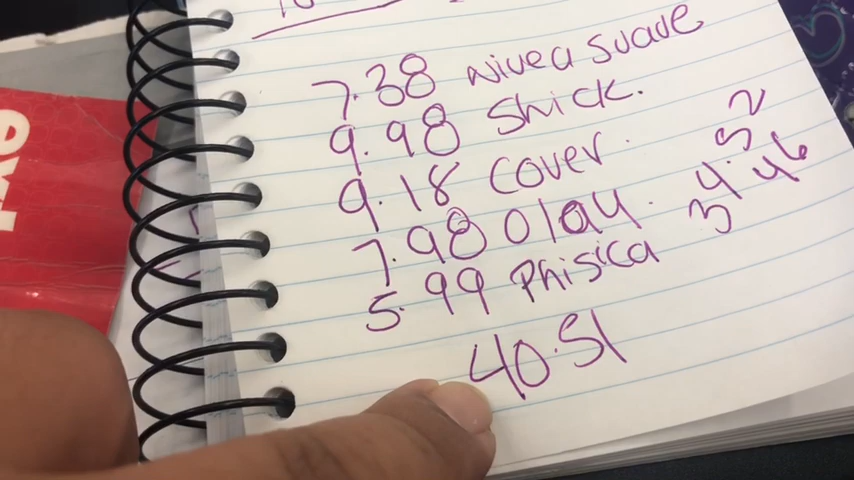 7.38 Nivea suave
9.98 Shick.
9.18 Cover.
7.98 Olay.
5.99 Phisica
40.51
4.52
3 46